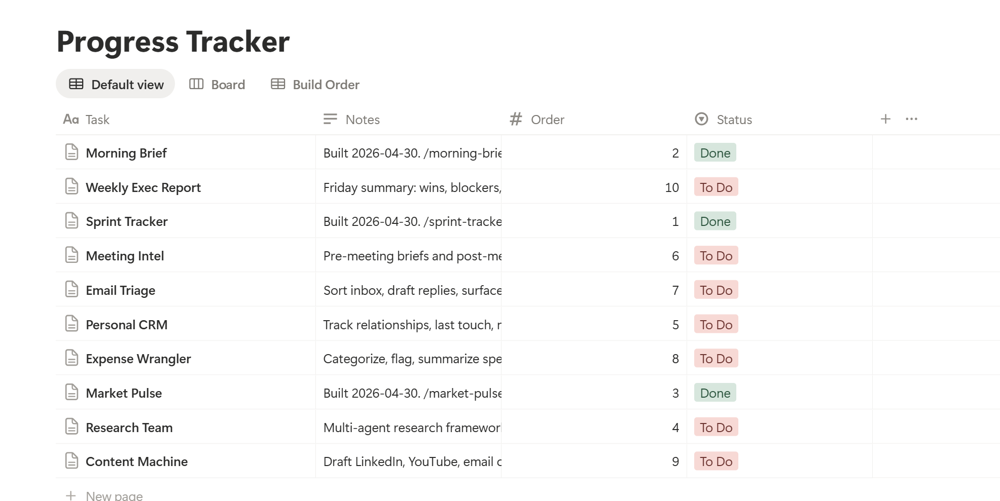 Progress Tracker
Default view Board Build Order
Aa Task Notes # Order Status + ...
Morning Brief Built 2026-04-30. /morning-brie 2 Done
Weekly Exec Report Friday summary: wins, blockers, 10 To Do
Sprint Tracker Built 2026-04-30. /sprint-tracke 1 Done
Meeting Intel Pre-meeting briefs and post-me 6 To Do
Email Triage Sort inbox, draft replies, surface 7 To Do
Personal CRM Track relationships, last touch, 5 To Do
Expense Wrangler Categorize, flag, summarize spe 8 To Do
Market Pulse Built 2026-04-30. /market-pulse 3 Done
Research Team Multi-agent research framewor 4 To Do
Content Machine Draft LinkedIn, YouTube, email 9 To Do
+ New page